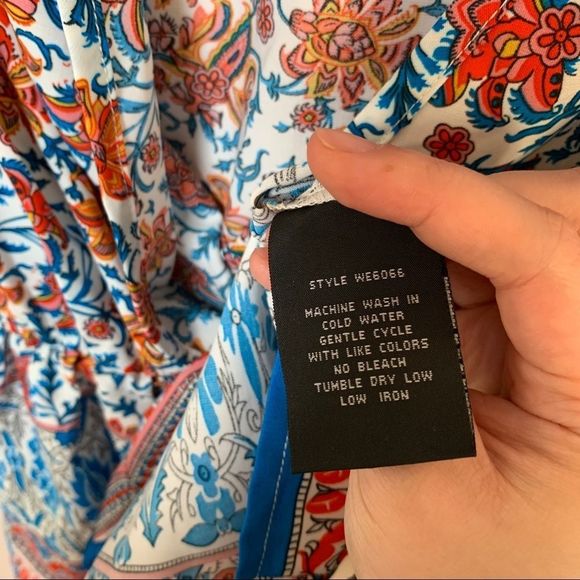 STYLE WE6066
MACHINE WASH IN
COLD WATER
GENTLE CYCLE
WITH LIKE COLORS
NO BLEACH
TUMBLE DRY LOW
LOW IRON